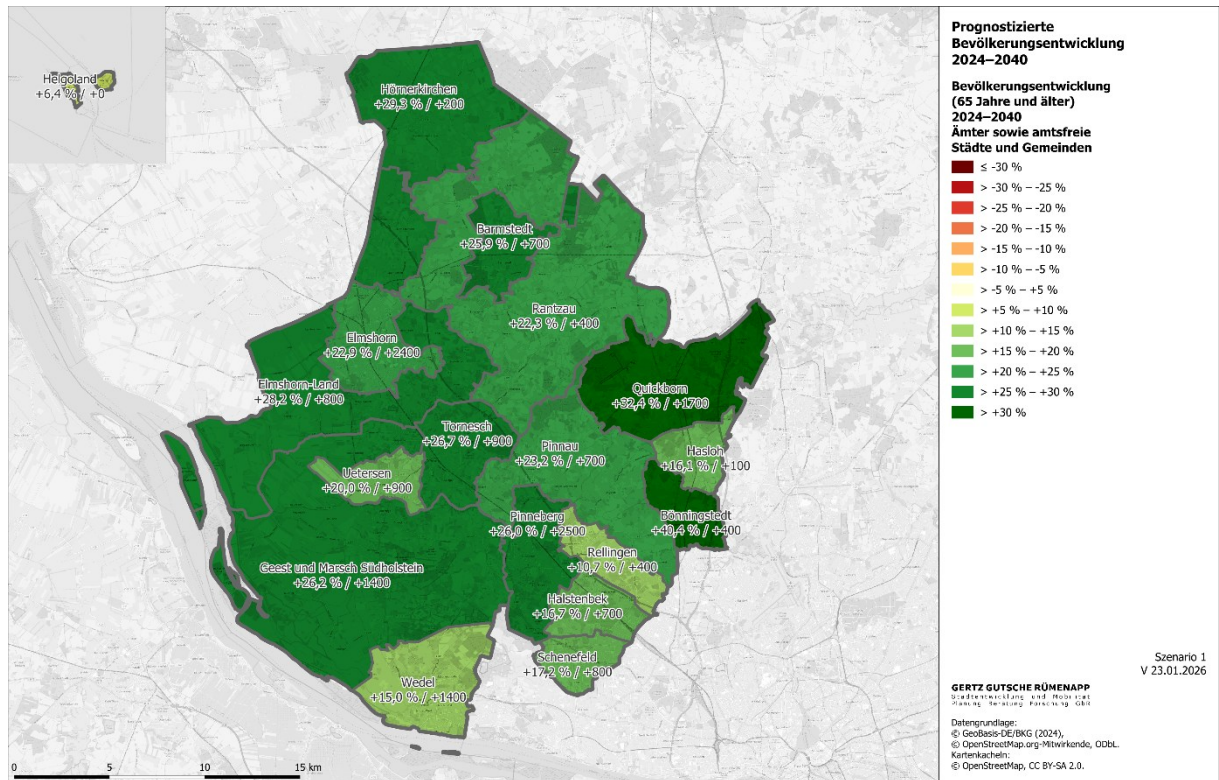 Helgoland
+6,4 % / +0
Hörnerkirchen
+29,3 % / +200
Barmstedt
+25,9 % / +700
Rantzau
+22,3 % / +400
Elmshorn
+22,9 % / +2400
Elmshorn-Land
+28,2 % / +800
Quickborn
+32,4 % / +1700
Tornesch
+26,7 % / +900
Pinnau
+23,2 % / +700
Hasloh
+16,1 % / +100
Uetersen
+20,0 % / +900
Pinneberg
+26,0 % / +2500
Bönningstedt
+40,4 % / +400
Rellingen
+10,7 % / +400
Geest und Marsch Südholstein
+26,2 % / +1400
Halstenbek
+16,7 % / +700
Schenefeld
+17,2 % / +800
Wedel
+15,0 % / +1400
0 5 10 15 km
Prognostizierte
Bevölkerungsentwicklung
2024–2040
Bevölkerungsentwicklung
(65 Jahre und älter)
2024–2040
Ämter sowie amtsfreie
Städte und Gemeinden
≤ -30 %
> -30 % – -25 %
> -25 % – -20 %
> -20 % – -15 %
> -15 % – -10 %
> -10 % – -5 %
> -5 % – +5 %
> +5 % – +10 %
> +10 % – +15 %
> +15 % – +20 %
> +20 % – +25 %
> +25 % – +30 %
> +30 %
Szenario 1
V 23.01.2026
GERTZ GUTSCHE RÜMENAPP
Stadtentwicklung und Mobilität
Planung Beratung Forschung GbR
Datengrundlage:
© GeoBasis-DE/BKG (2024),
© OpenStreetMap.org-Mitwirkende, ODbL.
Kartenkacheln:
© OpenStreetMap, CC BY-SA 2.0.